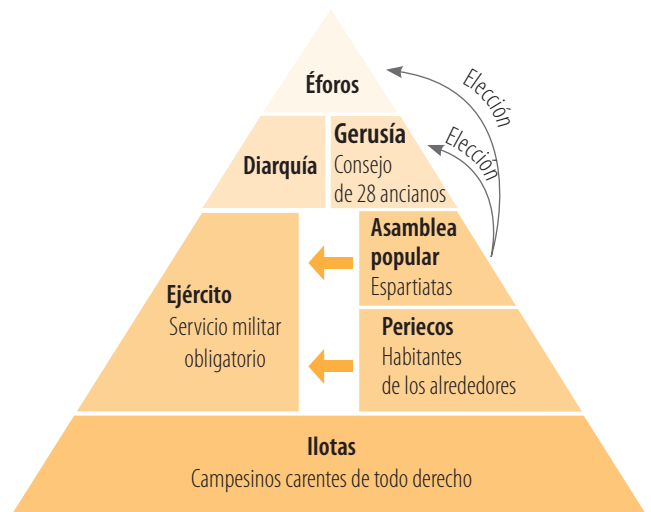 Éforos
Elección
Elección
Diarquía
Gerusía
Consejo
de 28 ancianos
Asamblea
popular
Espartiatas
Ejército
Servicio militar
obligatorio
Periecos
Habitantes
de los alrededores
Ilotas
Campesinos carentes de todo derecho